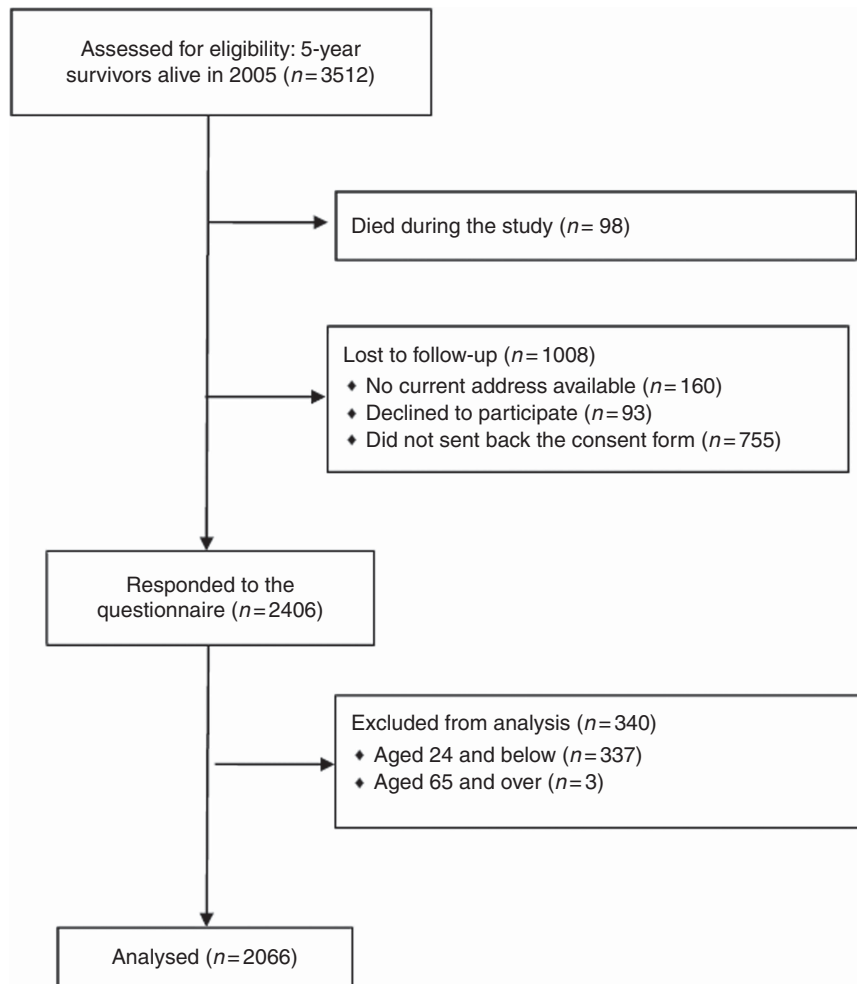 Assessed for eligibility: 5-year
survivors alive in 2005 (n=3512)
Died during the study (n= 98)
Lost to follow-up (n=1008)
♦ No current address available (n=160)
♦ Declined to participate (n=93)
♦ Did not sent back the consent form (n=755)
Responded to the
questionnaire (n=2406)
Excluded from analysis (n=340)
♦ Aged 24 and below (n=337)
♦ Aged 65 and over (n=3)
Analysed (n=2066)